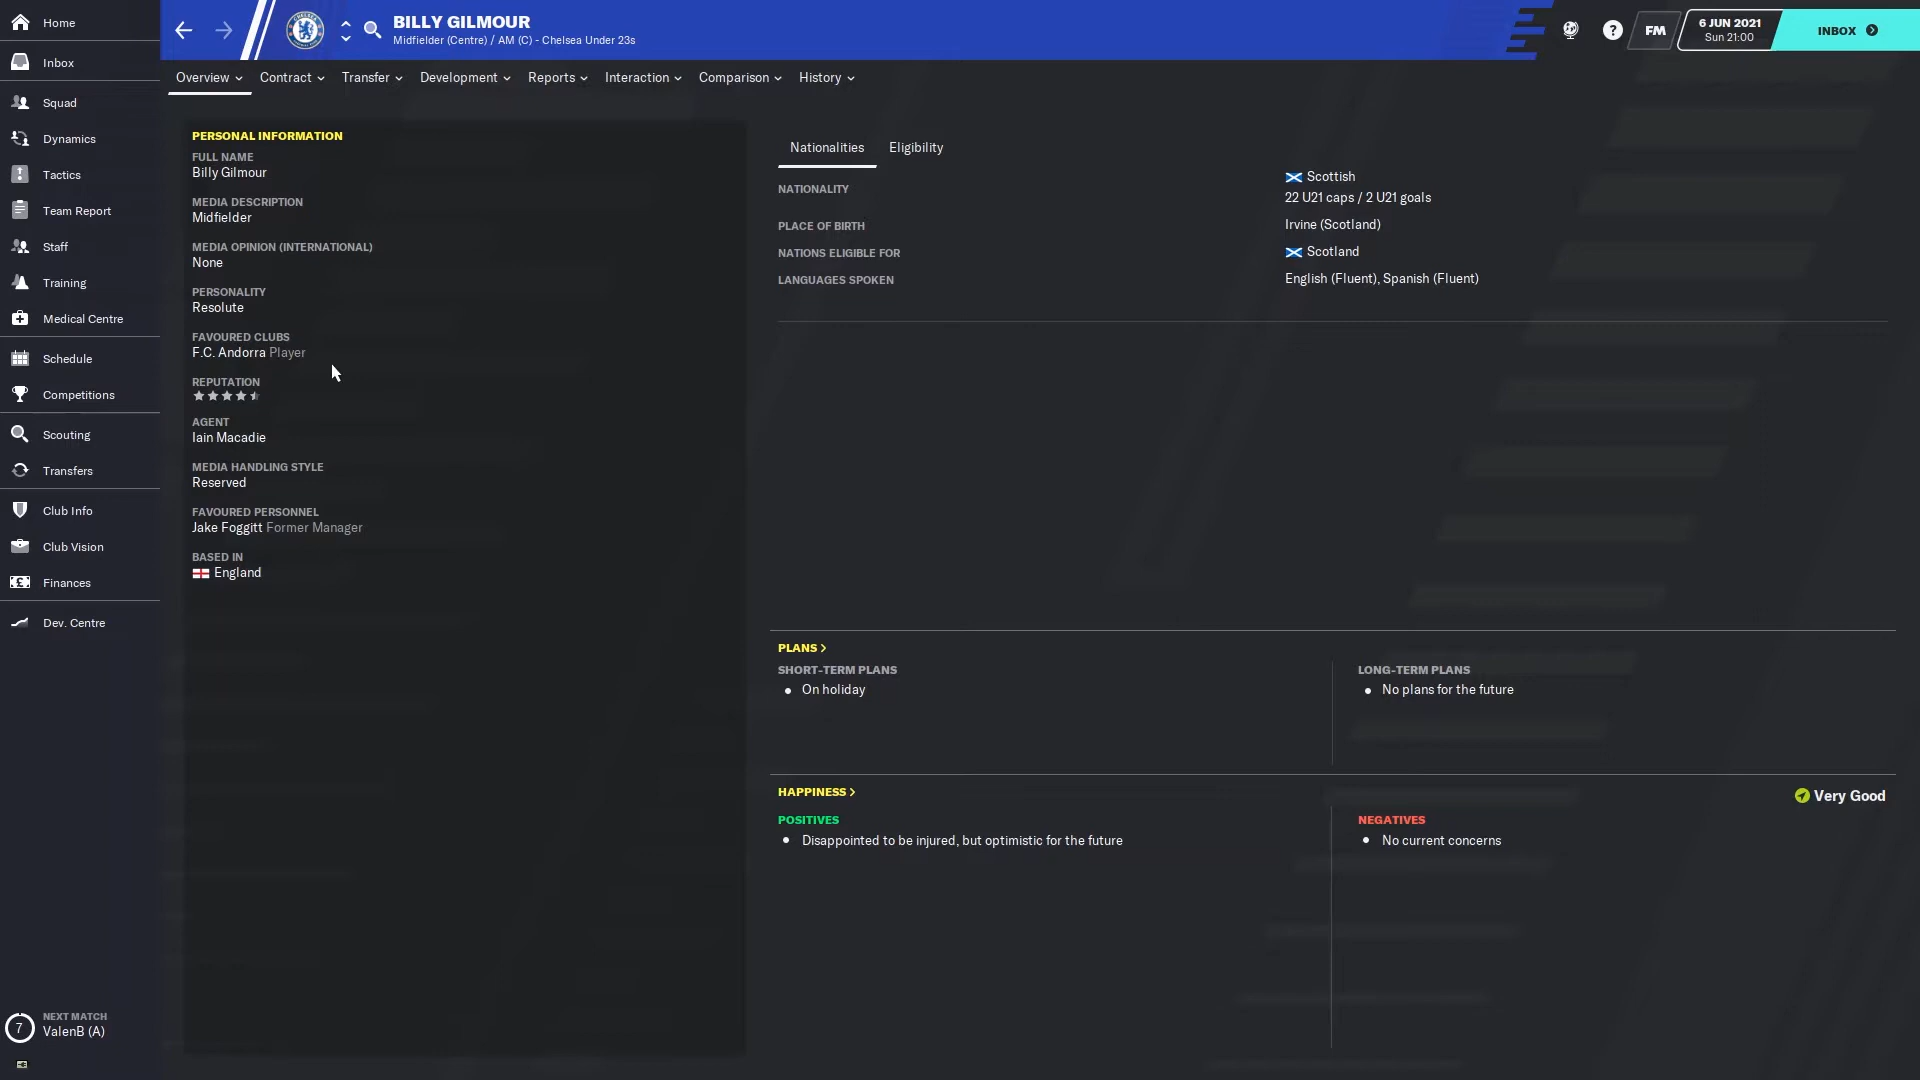 Home
Inbox
Squad
Dynamics
Tactics
Team Report
Staff
Training
Medical Centre
Schedule
Competitions
Scouting
Transfers
Club Info
Club Vision
Finances
Dev. Centre
7
NEXT MATCH
ValenB (A)
BILLY GILMOUR
Midfielder (Centre) / AM (C) - Chelsea Under 23s
?
FM
6 JUN 2021
Sun 21:00
INBOX
Overview
Contract
Transfer
Development
Reports
Interaction
Comparison
History
PERSONAL INFORMATION
FULL NAME
Billy Gilmour
MEDIA DESCRIPTION
Midfielder
MEDIA OPINION (INTERNATIONAL)
None
PERSONALITY
Resolute
FAVOURED CLUBS
F.C. Andorra Player
REPUTATION
AGENT
Iain Macadie
MEDIA HANDLING STYLE
Reserved
FAVOURED PERSONNEL
Jake Foggitt Former Manager
BASED IN
England
Nationalities
Eligibility
NATIONALITY
Scottish
22 U21 caps / 2 U21 goals
PLACE OF BIRTH
Irvine (Scotland)
NATIONS ELIGIBLE FOR
Scotland
LANGUAGES SPOKEN
English (Fluent), Spanish (Fluent)
PLANS >
SHORT-TERM PLANS
On holiday
LONG-TERM PLANS
No plans for the future
HAPPINESS >
Very Good
POSITIVES
Disappointed to be injured, but optimistic for the future
NEGATIVES
No current concerns